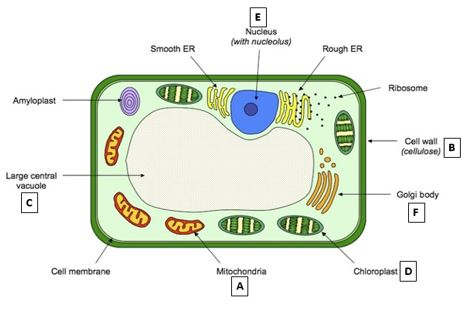 E
Nucleus
(with nucleolus)
Smooth ER
Rough ER
Ribosome
Amyloplast
Cell wall
(cellulose)
B
Large central
vacuole
C
Golgi body
F
Cell membrane
Mitochondria
A
Chloroplast
D